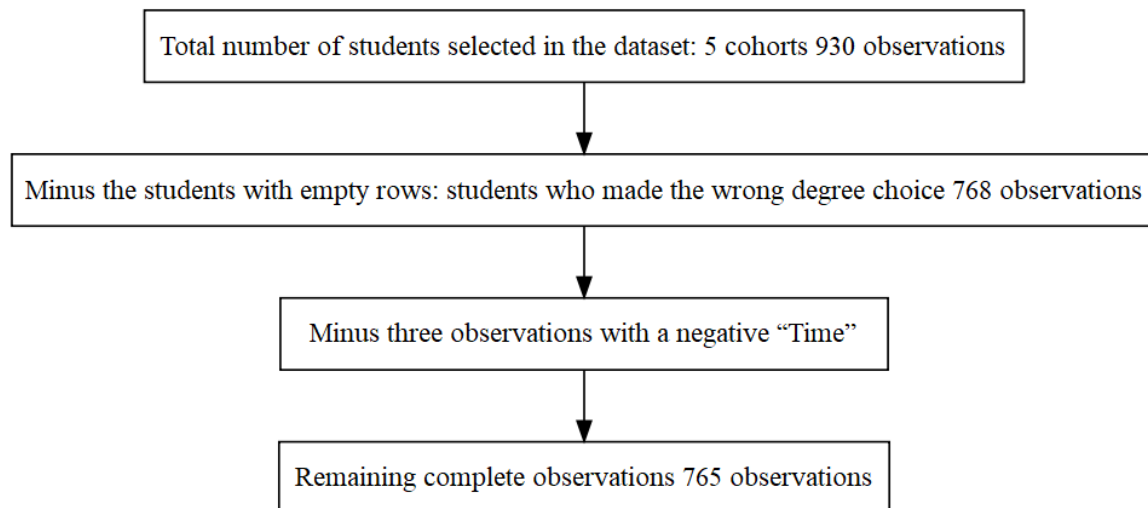 Total number of students selected in the dataset: 5 cohorts 930 observations
Minus the students with empty rows: students who made the wrong degree choice 768 observations
Minus three observations with a negative “Time”
Remaining complete observations 765 observations